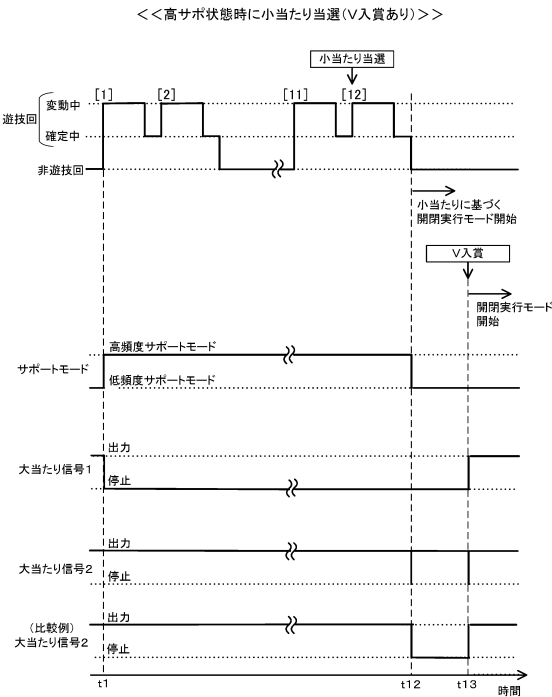 ＜＜高サポ状態時に小当たり当選（Ｖ入賞あり）＞＞
小当たり当選
[1]
[2]
[11]
[12]
遊技回
変動中
確定中
非遊技回
小当たりに基づく
開閉実行モード開始
Ｖ入賞
開閉実行モード
開始
サポートモード
高頻度サポートモード
低頻度サポートモード
大当たり信号１
出力
停止
大当たり信号２
出力
停止
（比較例）
大当たり信号２
出力
停止
t1
t12
t13
時間